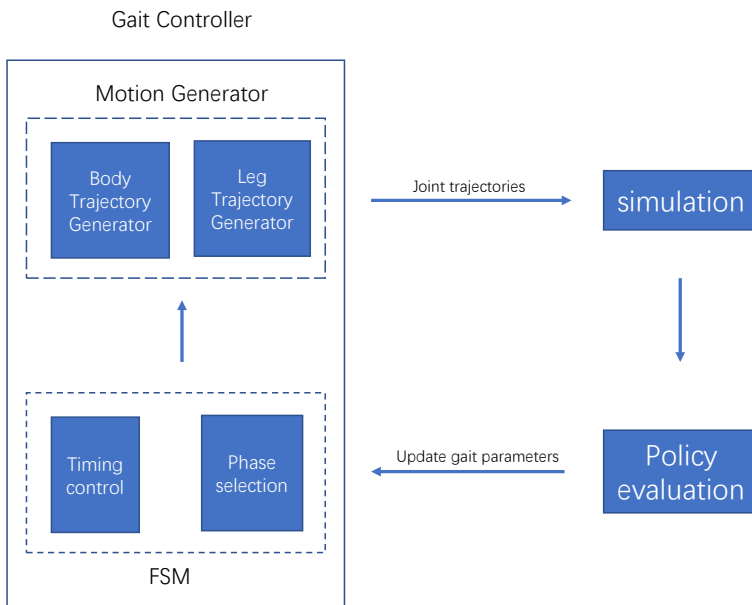 Gait Controller
Motion Generator
Body
Trajectory
Generator
Leg
Trajectory
Generator
Joint trajectories
simulation
Timing
control
Phase
selection
Update gait parameters
Policy
evaluation
FSM